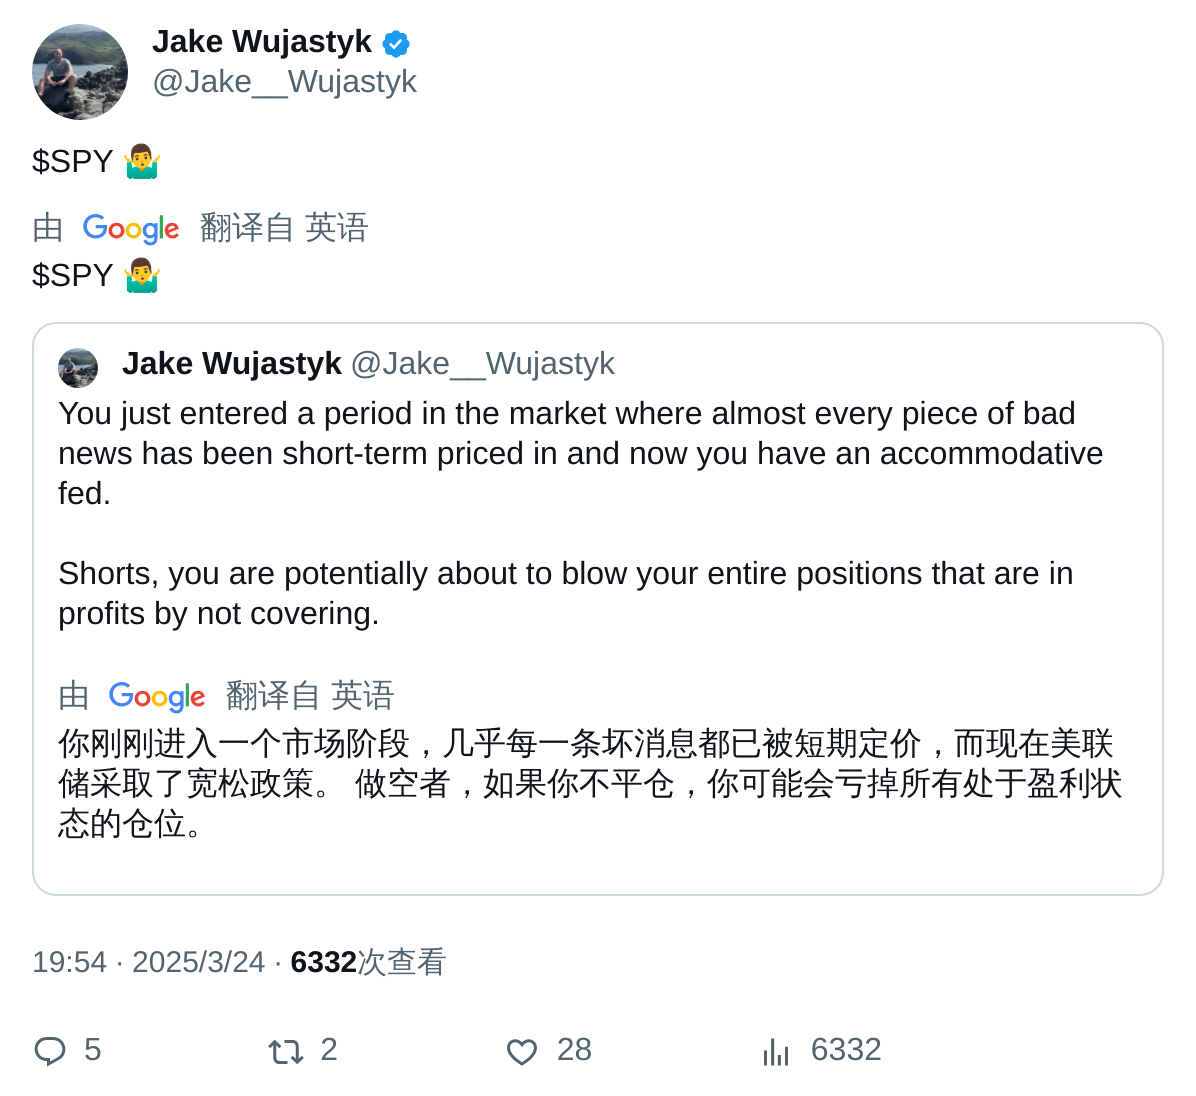 Jake Wujastyk
@Jake__Wujastyk
$SPY 🤷‍♂️
由 Google 翻译自 英语
$SPY 🤷‍♂️
Jake Wujastyk @Jake__Wujastyk
You just entered a period in the market where almost every piece of bad
news has been short-term priced in and now you have an accommodative
fed.
Shorts, you are potentially about to blow your entire positions that are in
profits by not covering.
由 Google 翻译自 英语
你刚刚进入一个市场阶段，几乎每一条坏消息都已被短期定价，而现在美联
储采取了宽松政策。 做空者，如果你不平仓，你可能会亏掉所有处于盈利状
态的仓位。
19:54 · 2025/3/24 · 6332次查看
5 2 28 6332